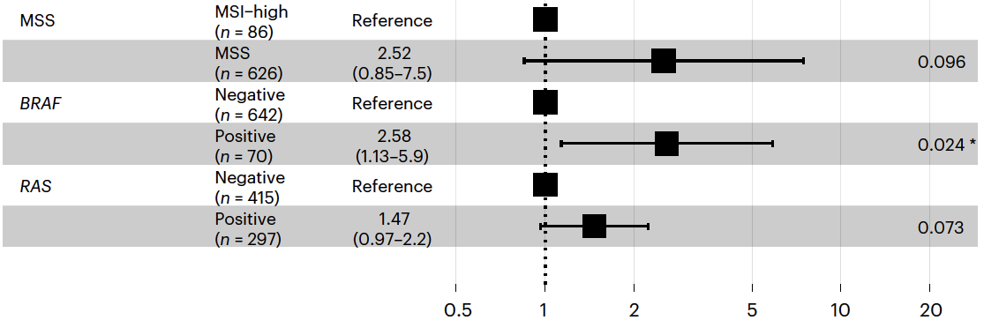 MSS MSI–high (n = 86) Reference
MSS (n = 626) 2.52 (0.85–7.5) 0.096
BRAF Negative (n = 642) Reference
Positive (n = 70) 2.58 (1.13–5.9) 0.024 *
RAS Negative (n = 415) Reference
Positive (n = 297) 1.47 (0.97–2.2) 0.073
0.5 1 2 5 10 20